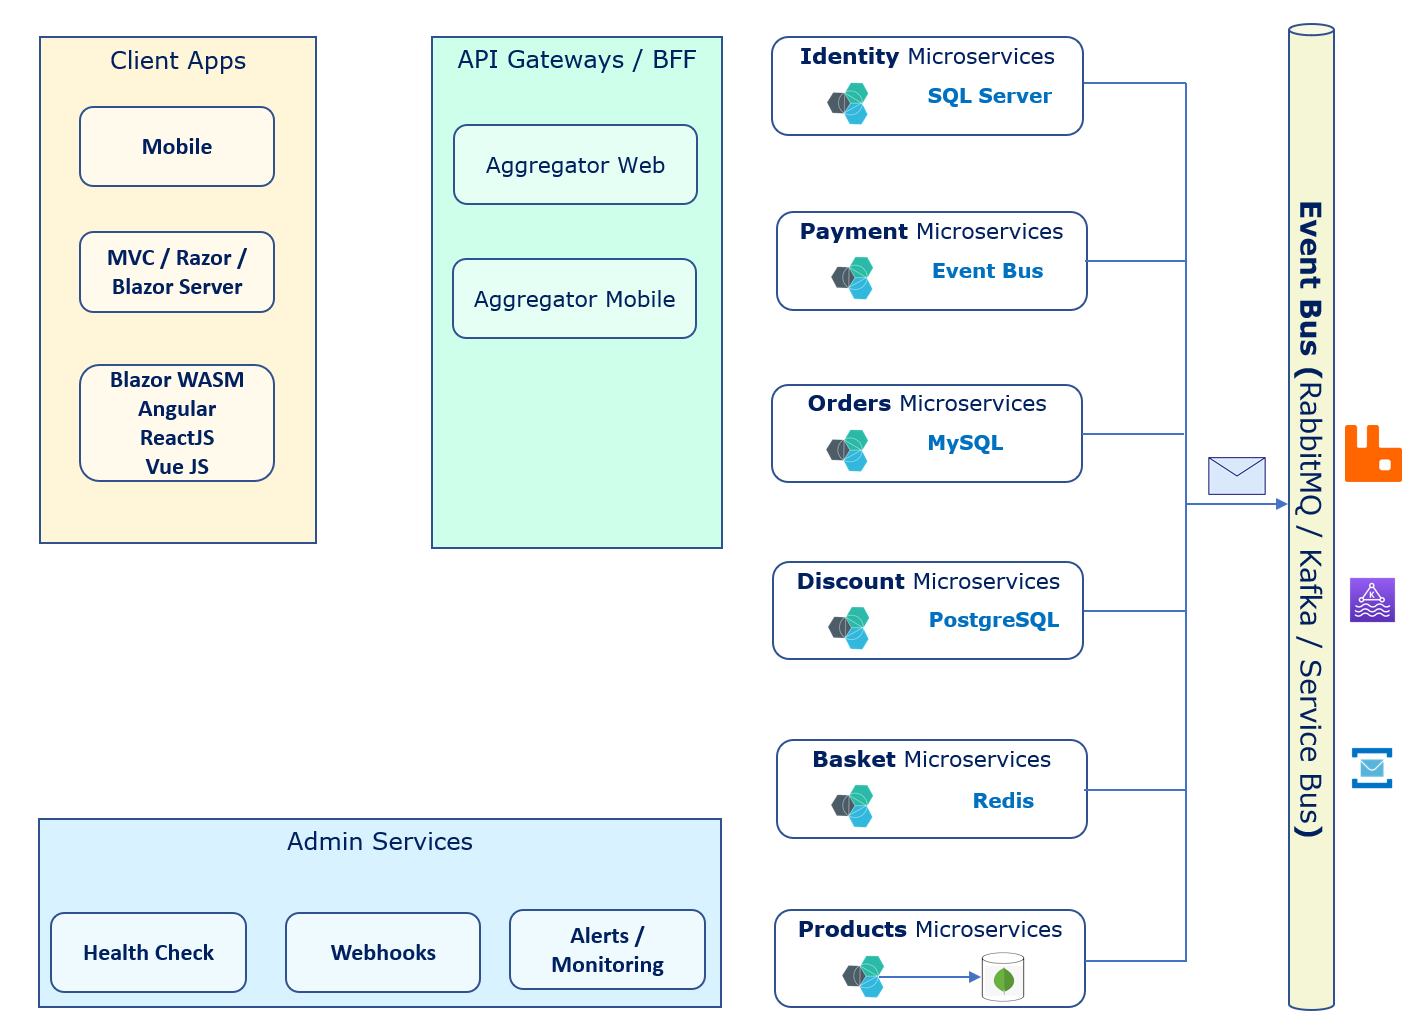 Client Apps
Mobile
MVC / Razor /
Blazor Server
Blazor WASM
Angular
ReactJS
Vue JS
API Gateways / BFF
Aggregator Web
Aggregator Mobile
Admin Services
Health Check
Webhooks
Alerts /
Monitoring
Identity Microservices
SQL Server
Payment Microservices
Event Bus
Orders Microservices
MySQL
Discount Microservices
PostgreSQL
Basket Microservices
Redis
Products Microservices
Event Bus (RabbitMQ / Kafka / Service Bus)
K